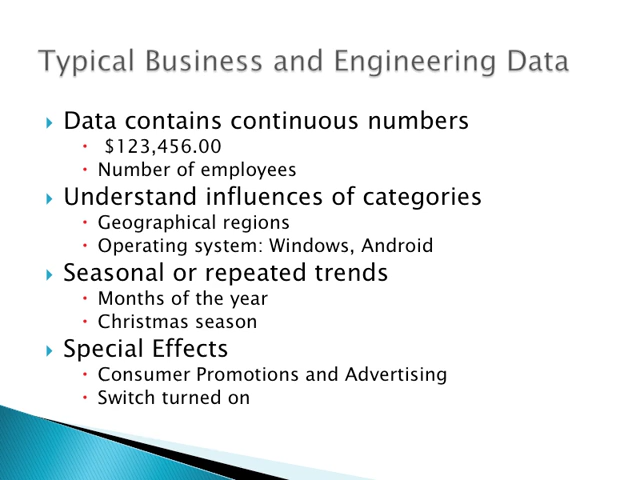 Typical Business and Engineering Data
Data contains continuous numbers
$123,456.00
Number of employees
Understand influences of categories
Geographical regions
Operating system: Windows, Android
Seasonal or repeated trends
Months of the year
Christmas season
Special Effects
Consumer Promotions and Advertising
Switch turned on